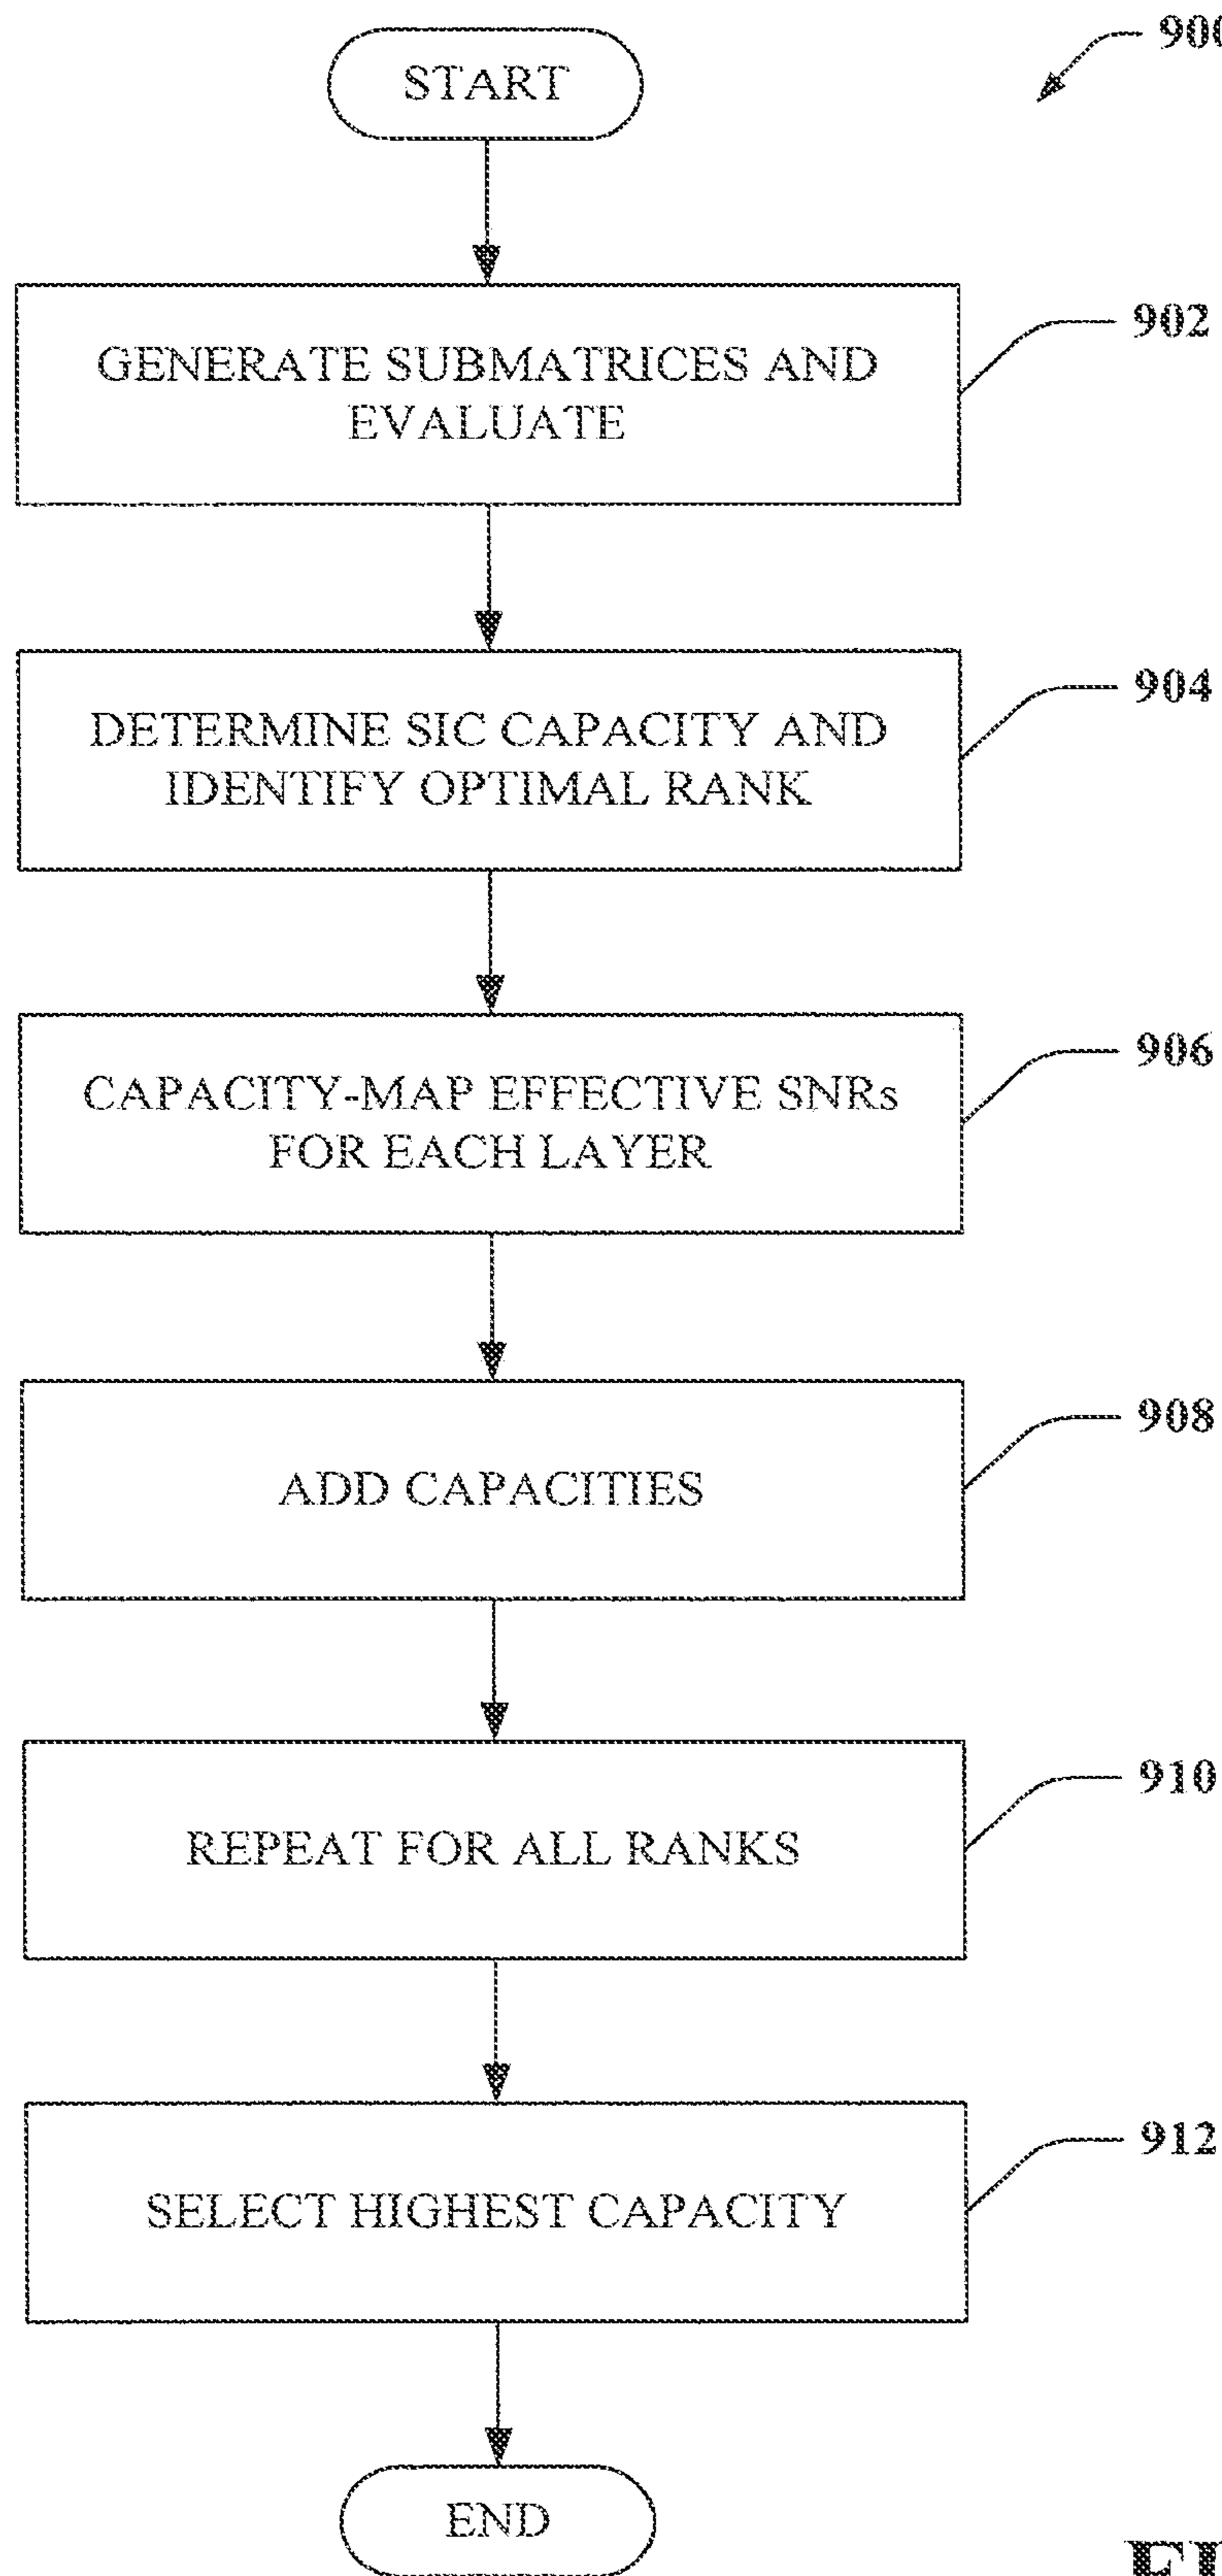 START
900
GENERATE SUBMATRICES AND
EVALUATE
902
DETERMINE SIC CAPACITY AND
IDENTIFY OPTIMAL RANK
904
CAPACITY-MAP EFFECTIVE SNRs
FOR EACH LAYER
906
ADD CAPACITIES
908
REPEAT FOR ALL RANKS
910
SELECT HIGHEST CAPACITY
912
END